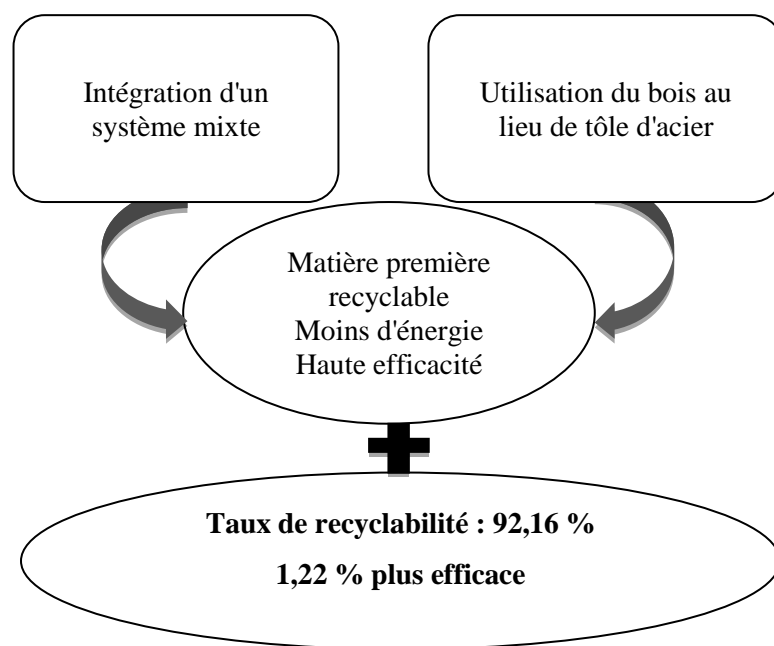 Intégration d'un
système mixte
Utilisation du bois au
lieu de tôle d'acier
Matière première
recyclable
Moins d'énergie
Haute efficacité
Taux de recyclabilité : 92,16 %
1,22 % plus efficace